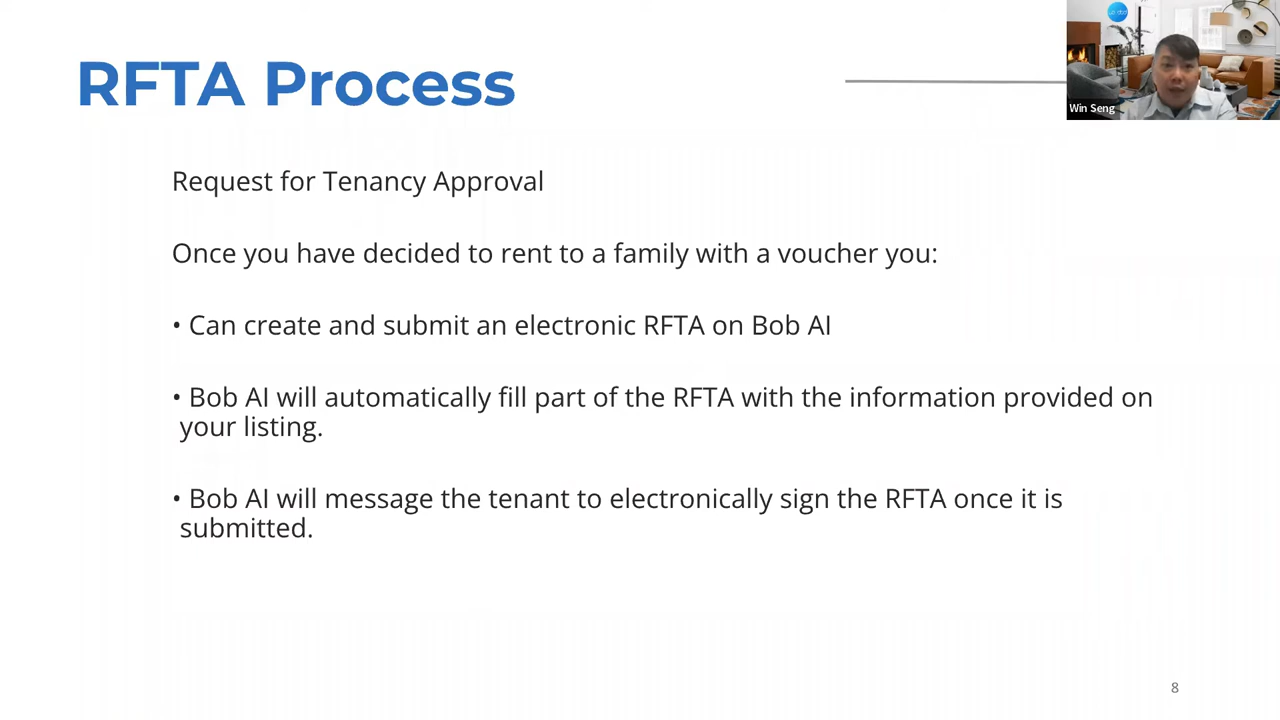 RFTA Process
Win Seng
Request for Tenancy Approval
Once you have decided to rent to a family with a voucher you:
• Can create and submit an electronic RFTA on Bob AI
• Bob AI will automatically fill part of the RFTA with the information provided on
your listing.
• Bob AI will message the tenant to electronically sign the RFTA once it is
submitted.
8